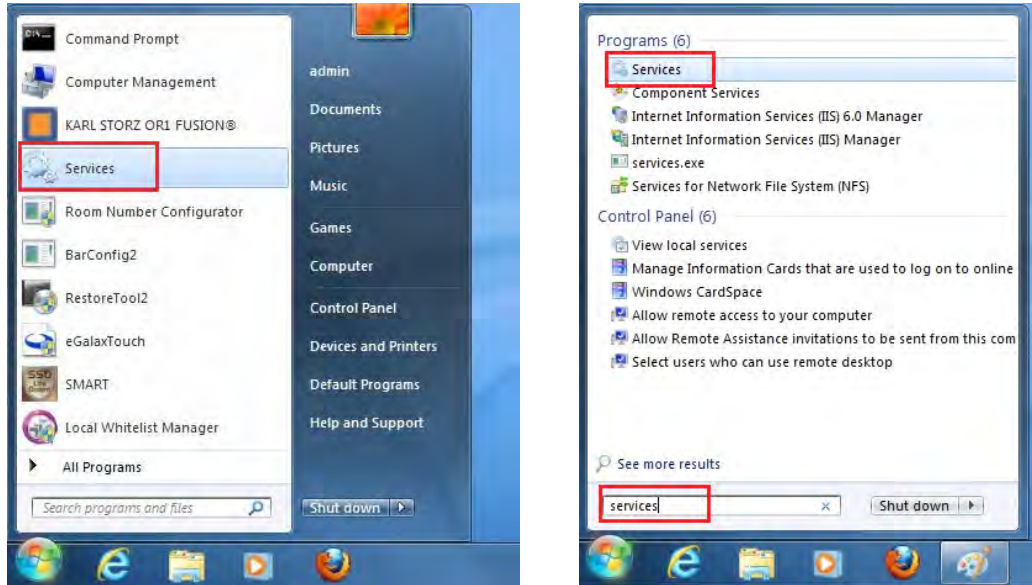 Command Prompt
Computer Management
KARL STORZ OR1 FUSION®
Services
Room Number Configurator
BarConfig2
RestoreTool2
eGalaxTouch
SMART
Local Whitelist Manager
All Programs
Search programs and files
admin
Documents
Pictures
Music
Games
Computer
Control Panel
Devices and Printers
Default Programs
Help and Support
Shut down
Programs (6)
Services
Component Services
Internet Information Services (IIS) 6.0 Manager
Internet Information Services (IIS) Manager
services.exe
Services for Network File System (NFS)
Control Panel (6)
View local services
Manage Information Cards that are used to log on to online
Windows CardSpace
Allow remote access to your computer
Allow Remote Assistance invitations to be sent from this com
Select users who can use remote desktop
See more results
services
Shut down